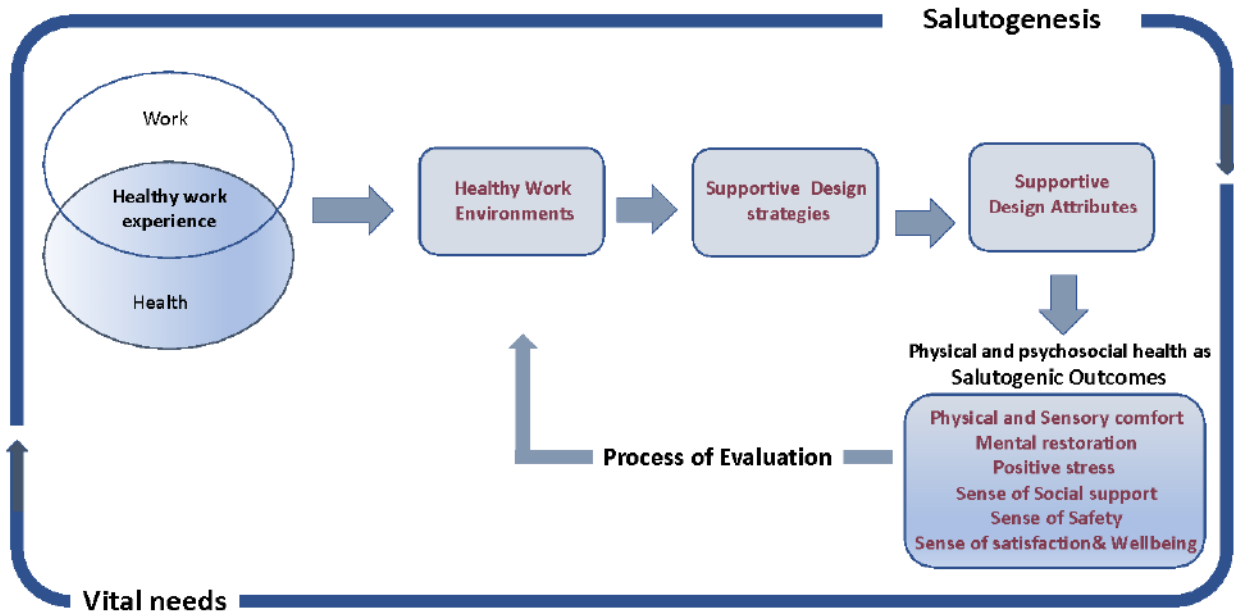 Salutogenesis
Work
Healthy work
experience
Health
Healthy Work
Environments
Supportive Design
strategies
Supportive
Design Attributes
Physical and psychosocial health as
Salutogenic Outcomes
Physical and Sensory comfort
Mental restoration
Positive stress
Sense of Social support
Sense of Safety
Sense of satisfaction& Wellbeing
Process of Evaluation
Vital needs